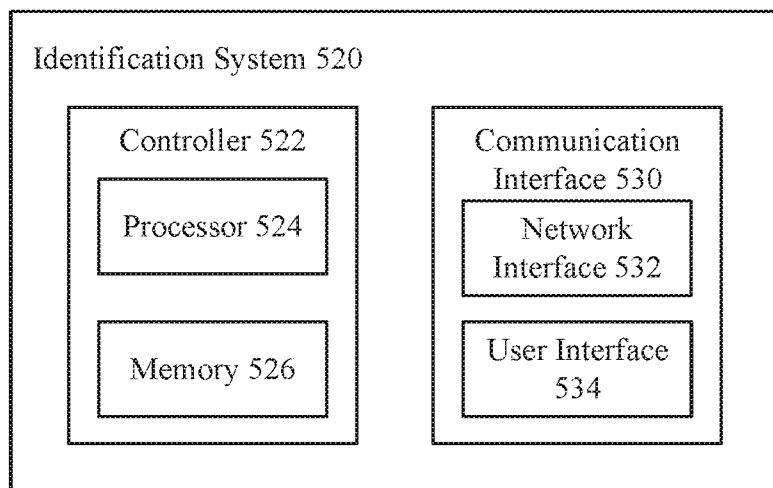 Identification System 520
Controller 522
Processor 524
Memory 526
Communication
Interface 530
Network
Interface 532
User Interface
534